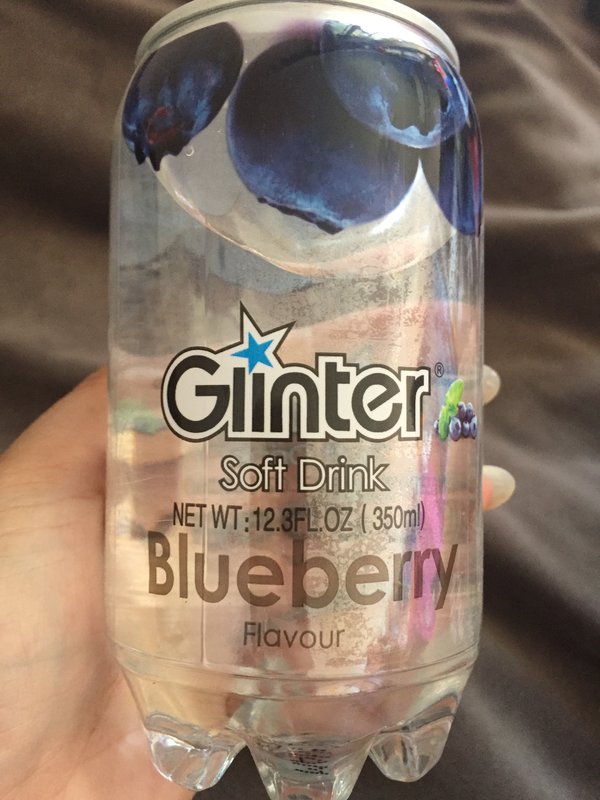 Glinter®
Soft Drink
NET WT:12.3FL.OZ ( 350ml)
Blueberry
Flavour